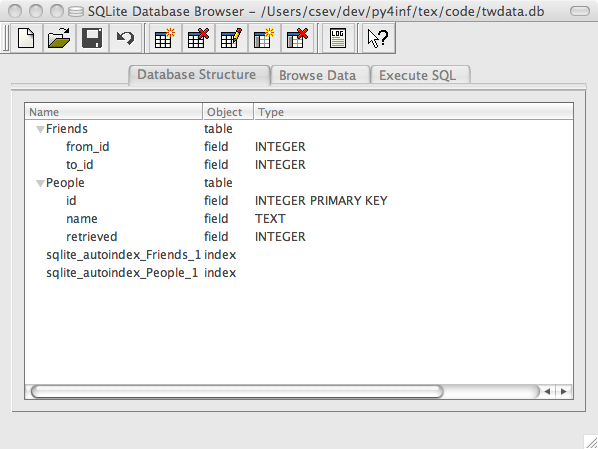 SQLite Database Browser - /Users/csev/dev/py4inf/tex/code/twdata.db
LOG
?
Database Structure Browse Data Execute SQL
Name Object Type
Friends table
from_id field INTEGER
to_id field INTEGER
People table
id field INTEGER PRIMARY KEY
name field TEXT
retrieved field INTEGER
sqlite_autoindex_Friends_1 index
sqlite_autoindex_People_1 index